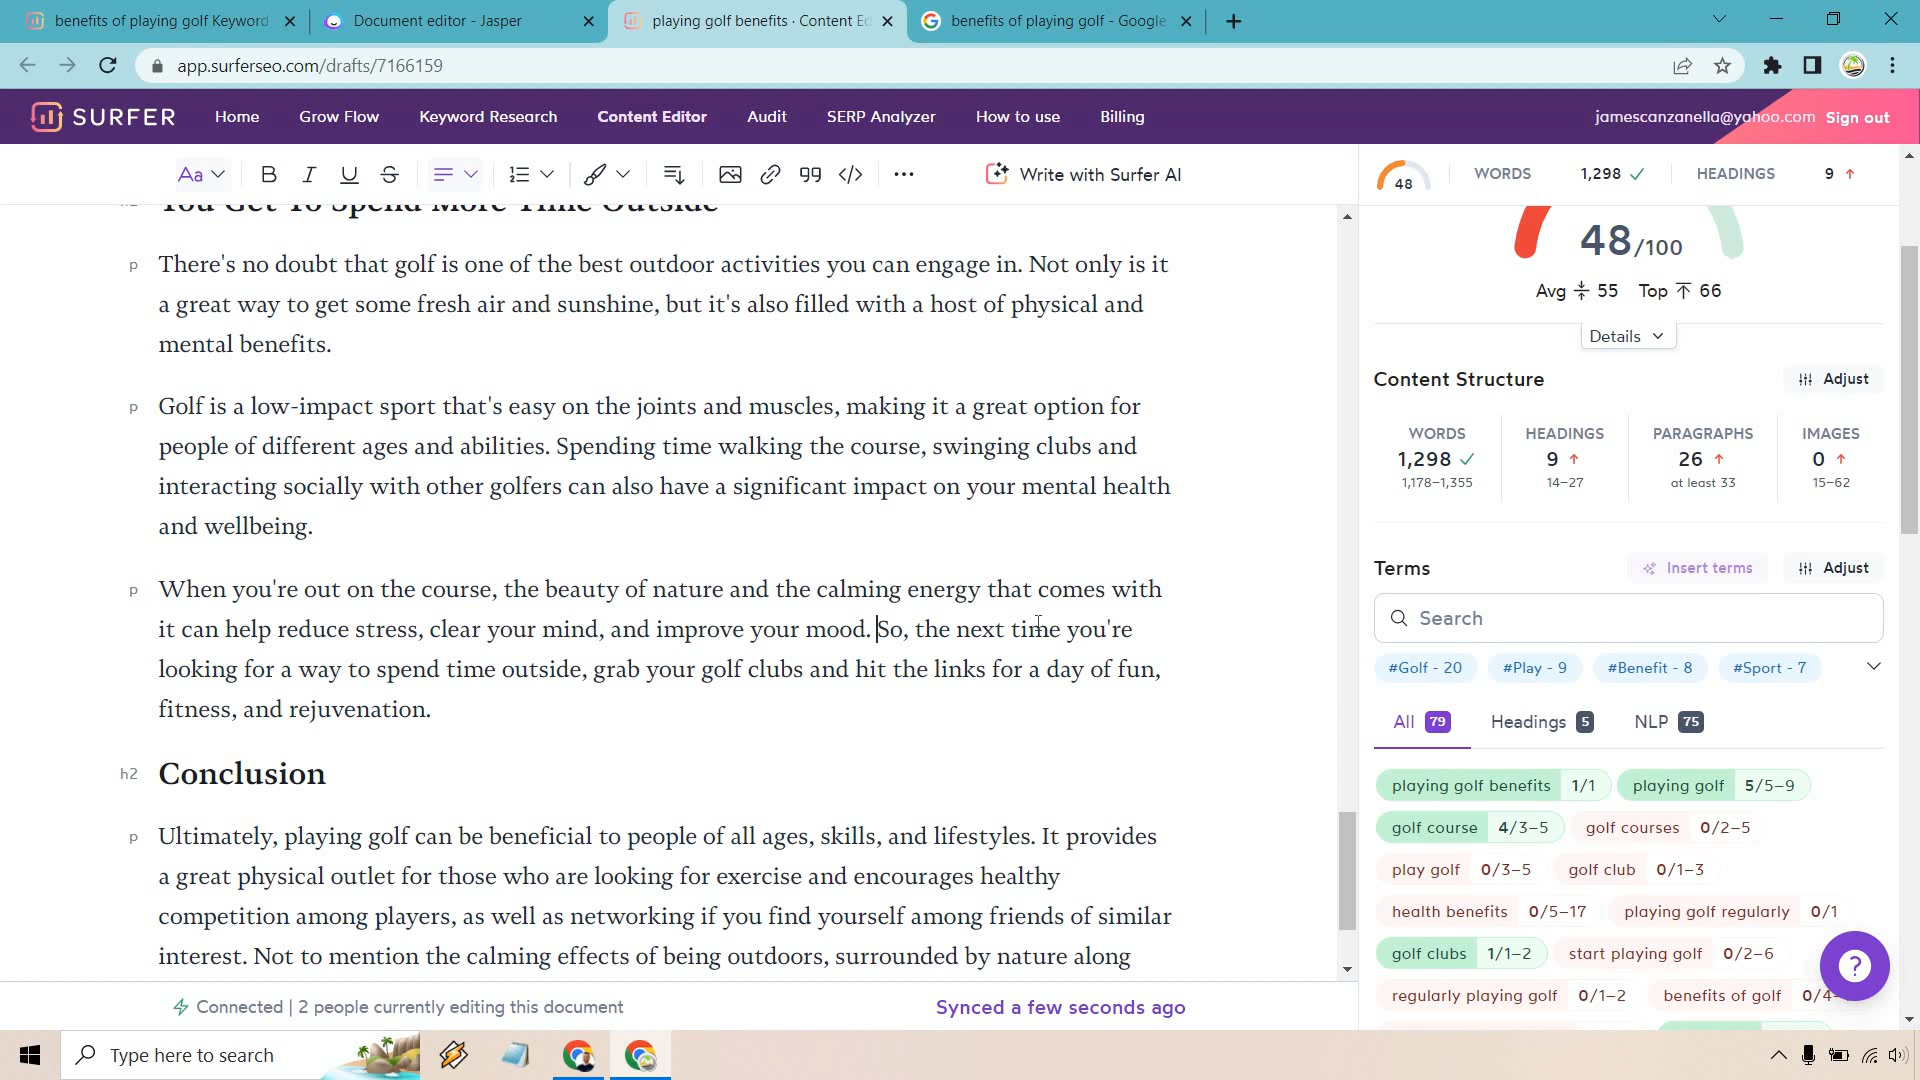 benefits of playing golf Keyword
Document editor - Jasper
playing golf benefits · Content Ed
benefits of playing golf - Google
app.surferseo.com/drafts/7166159
SURFER
Home
Grow Flow
Keyword Research
Content Editor
Audit
SERP Analyzer
How to use
Billing
jamescanzanella@yahoo.com
Sign out
Aa
Write with Surfer AI
48
WORDS
1,298
HEADINGS
9
You Get To Spend More Time Outside
p
There's no doubt that golf is one of the best outdoor activities you can engage in. Not only is it
a great way to get some fresh air and sunshine, but it's also filled with a host of physical and
mental benefits.
p
Golf is a low-impact sport that's easy on the joints and muscles, making it a great option for
people of different ages and abilities. Spending time walking the course, swinging clubs and
interacting socially with other golfers can also have a significant impact on your mental health
and wellbeing.
p
When you're out on the course, the beauty of nature and the calming energy that comes with
it can help reduce stress, clear your mind, and improve your mood. So, the next time you're
looking for a way to spend time outside, grab your golf clubs and hit the links for a day of fun,
fitness, and rejuvenation.
h2
Conclusion
p
Ultimately, playing golf can be beneficial to people of all ages, skills, and lifestyles. It provides
a great physical outlet for those who are looking for exercise and encourages healthy
competition among players, as well as networking if you find yourself among friends of similar
interest. Not to mention the calming effects of being outdoors, surrounded by nature along
Connected | 2 people currently editing this document
Synced a few seconds ago
48/100
Avg 55 Top 66
Details
Content Structure
Adjust
WORDS
1,298
1,178–1,355
HEADINGS
9
14–27
PARAGRAPHS
26
at least 33
IMAGES
0
15–62
Terms
Insert terms
Adjust
Search
#Golf - 20
#Play - 9
#Benefit - 8
#Sport - 7
All 79
Headings 5
NLP 75
playing golf benefits 1/1
playing golf 5/5–9
golf course 4/3–5
golf courses 0/2–5
play golf 0/3–5
golf club 0/1–3
health benefits 0/5–17
playing golf regularly 0/1
golf clubs 1/1–2
start playing golf 0/2–6
regularly playing golf 0/1–2
benefits of golf 0/4-
?
Type here to search